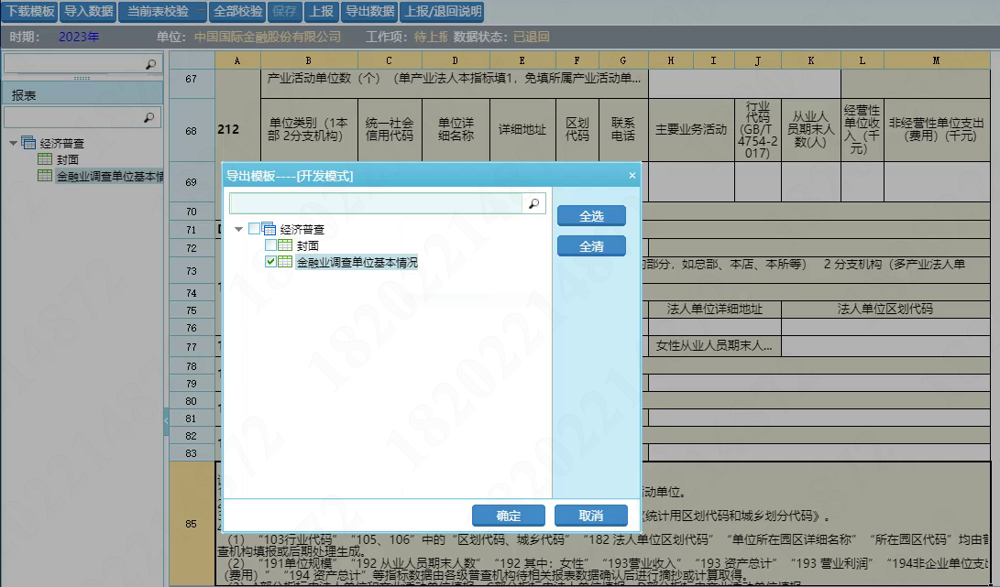 下载模板 导入数据 当前表校验 全部校验 保存 上报 导出数据 上报/退回说明
时期： 2023年 单位：中国国际金融股份有限公司 工作项：待上报 数据状态：已退回
报表
经济普查
封面
金融业调查单位基本情
A B C D E F G H I J K L M
67 产业活动单位数（个）（单产业法人本指标填1，免填所属产业活动单...
68 212 单位类别（1本部 2分支机构） 统一社会信用代码 单位详细名称 详细地址 区划代码 联系电话 主要业务活动 行业代码(GB/T 4754-2017) 从业人员期末人数(人) 经营性单位收入（千元） 非经营性单位支出（费用）（千元）
69
70
71
72
73 的部分，如总部、本店、本所等） 2 分支机构（多产业法人单
74
75 法人单位详细地址 法人单位区划代码
76
77 女性从业人员期末人...
78
79
80
81
82
83
85
活动单位。
《统计用区划代码和城乡划分代码》。
（1）“103行业代码”“105、106”中的“区划代码、城乡代码”“182 法人单位区划代码”“单位所在园区详细名称”“所在园区代码”均由普
查机构填报或后期处理生成。
（2）“191单位规模”“192 从业人员期末人数”“192 其中：女性”“193营业收入”“193 资产总计”“193 营业利润”“194非企业单位支出
（费用）”“194 资产总计”等指标数据由各级普查机构待相关报表数据确认后进行摘抄或计算取得。
导出模板----[开发模式] ×
经济普查
封面
金融业调查单位基本情况
全选
全清
确定 取消